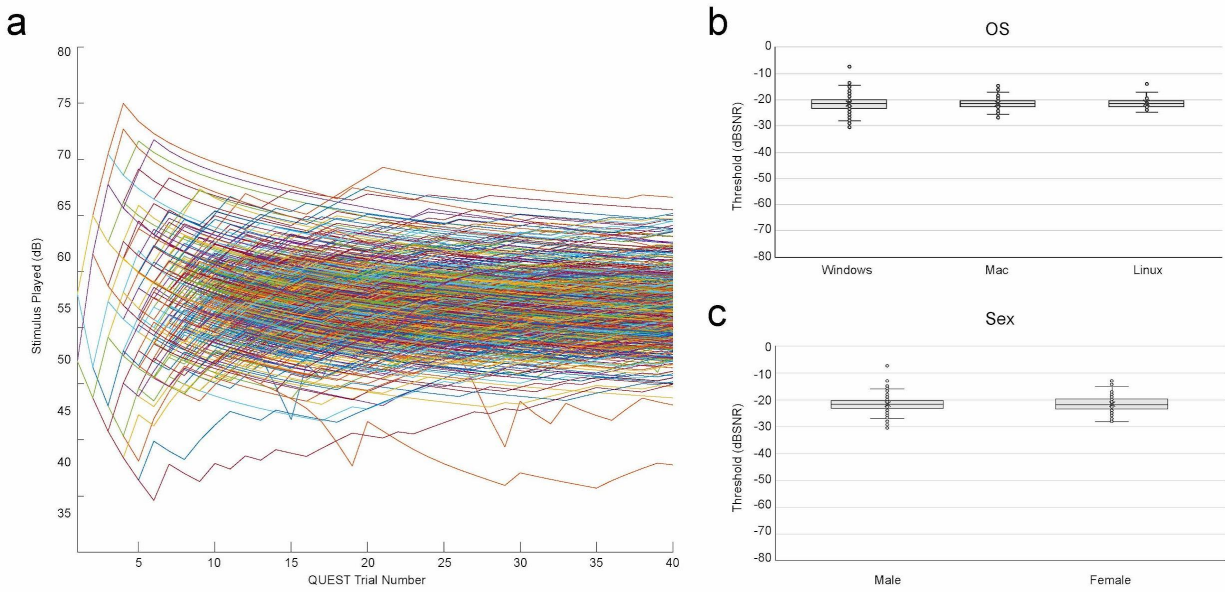 a
80
75
70
65
60
55
50
45
40
35
Stimulus Played (dB)
5 10 15 20 25 30 35 40
QUEST Trial Number
b
OS
0
-10
-20
-30
-40
-50
-60
-70
-80
Threshold (dBSNR)
Windows Mac Linux
c
Sex
0
-10
-20
-30
-40
-50
-60
-70
-80
Threshold (dBSNR)
Male Female